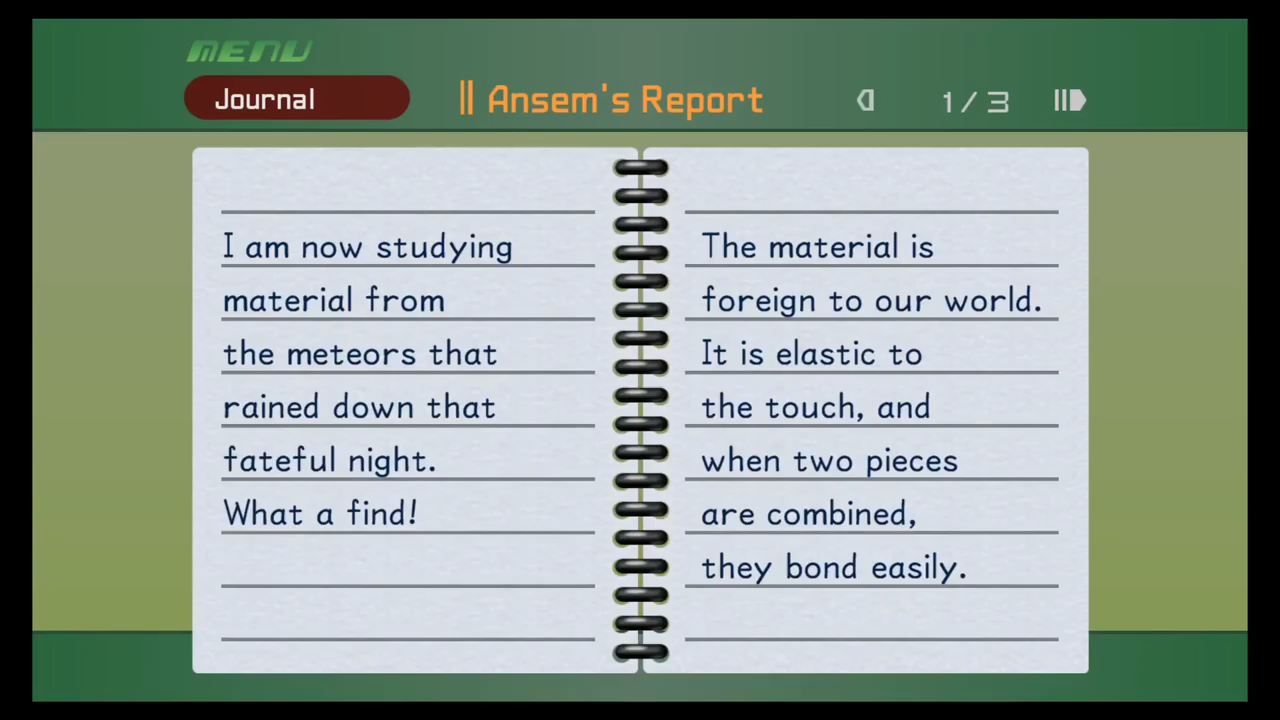 MENU
Journal
Ansem's Report
1/3
I am now studying
material from
the meteors that
rained down that
fateful night.
What a find!
The material is
foreign to our world.
It is elastic to
the touch, and
when two pieces
are combined,
they bond easily.